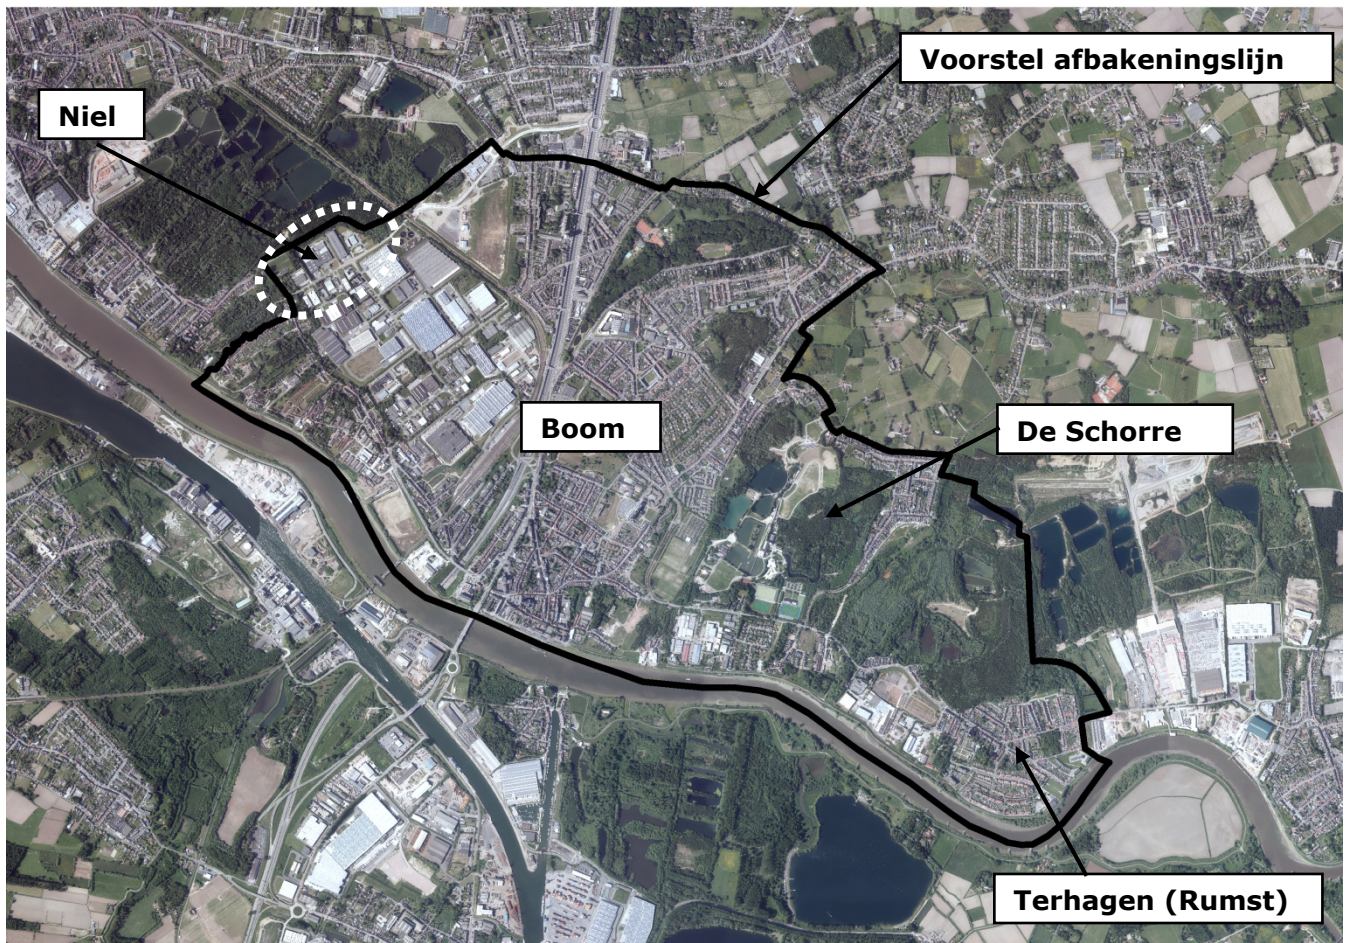 Voorstel afbakeningslijn
Niel
Boom
De Schorre
Terhagen (Rumst)